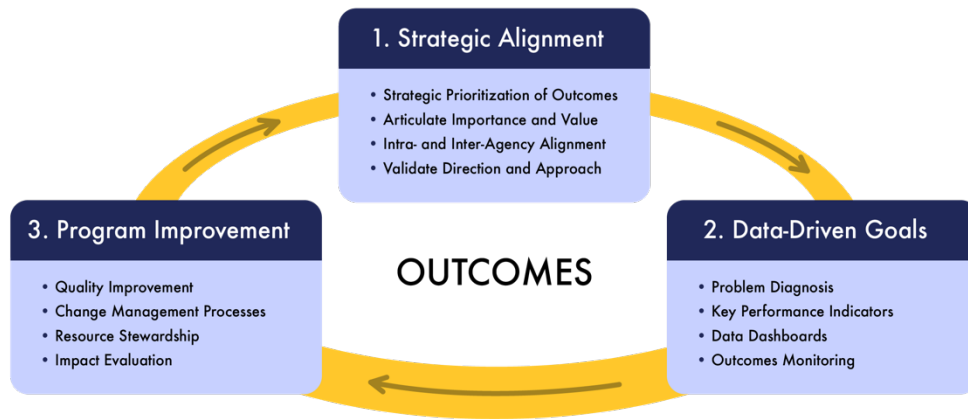 1. Strategic Alignment
• Strategic Prioritization of Outcomes
• Articulate Importance and Value
• Intra- and Inter-Agency Alignment
• Validate Direction and Approach
2. Data-Driven Goals
• Problem Diagnosis
• Key Performance Indicators
• Data Dashboards
• Outcomes Monitoring
3. Program Improvement
• Quality Improvement
• Change Management Processes
• Resource Stewardship
• Impact Evaluation
OUTCOMES